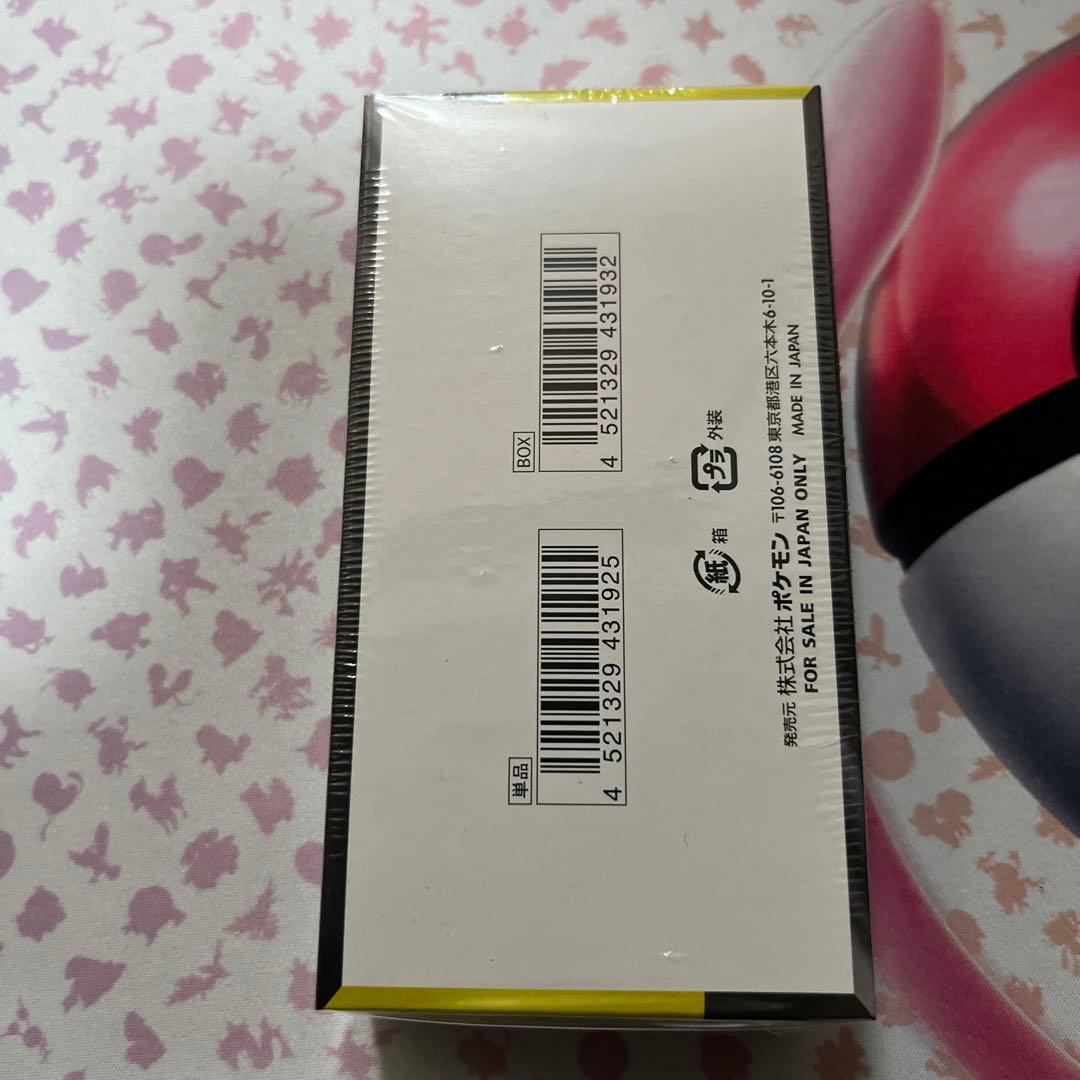 単品
4 521329 431925
BOX
4 521329 431932
紙 箱
プラ 外装
発売元 株式会社 ポケモン 〒106-6108 東京都港区六本木6-10-1
FOR SALE IN JAPAN ONLY MADE IN JAPAN